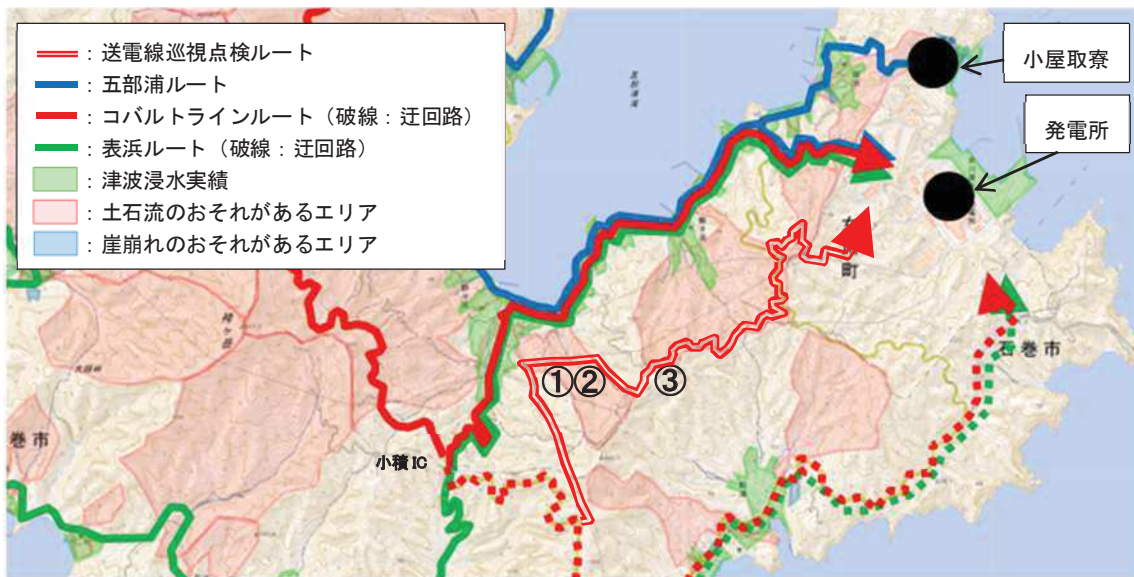 ：送電線巡視点検ルート
：五部浦ルート
：コバルトラインルート（破線：迂回路）
：表浜ルート（破線：迂回路）
：津波浸水実績
：土石流のおそれがあるエリア
：崖崩れのおそれがあるエリア
小屋取寮
発電所
町
石巻市
①②
③
小積IC
巻市